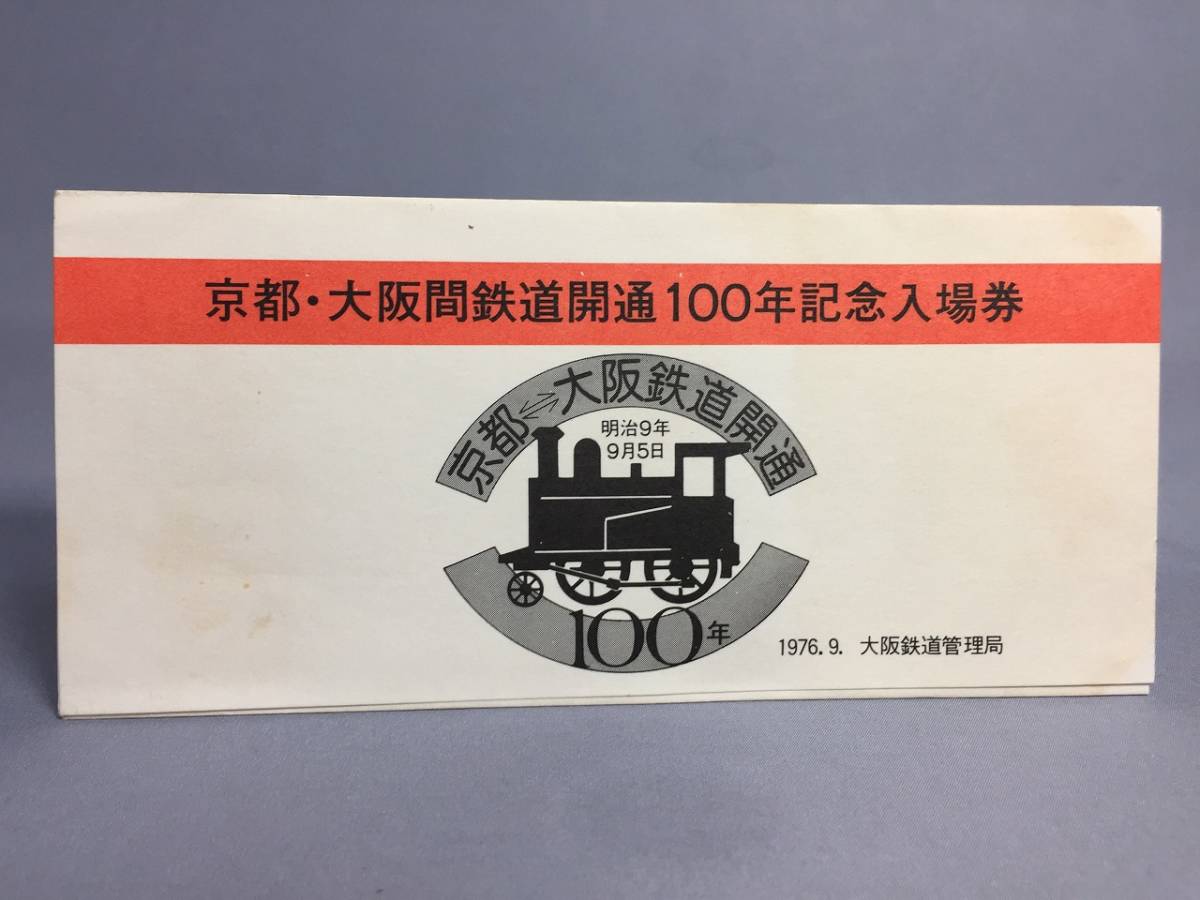 京都・大阪間鉄道開通100年記念入場券
京都⇄大阪鉄道開通
明治9年
9月5日
100年
1976.9. 大阪鉄道管理局